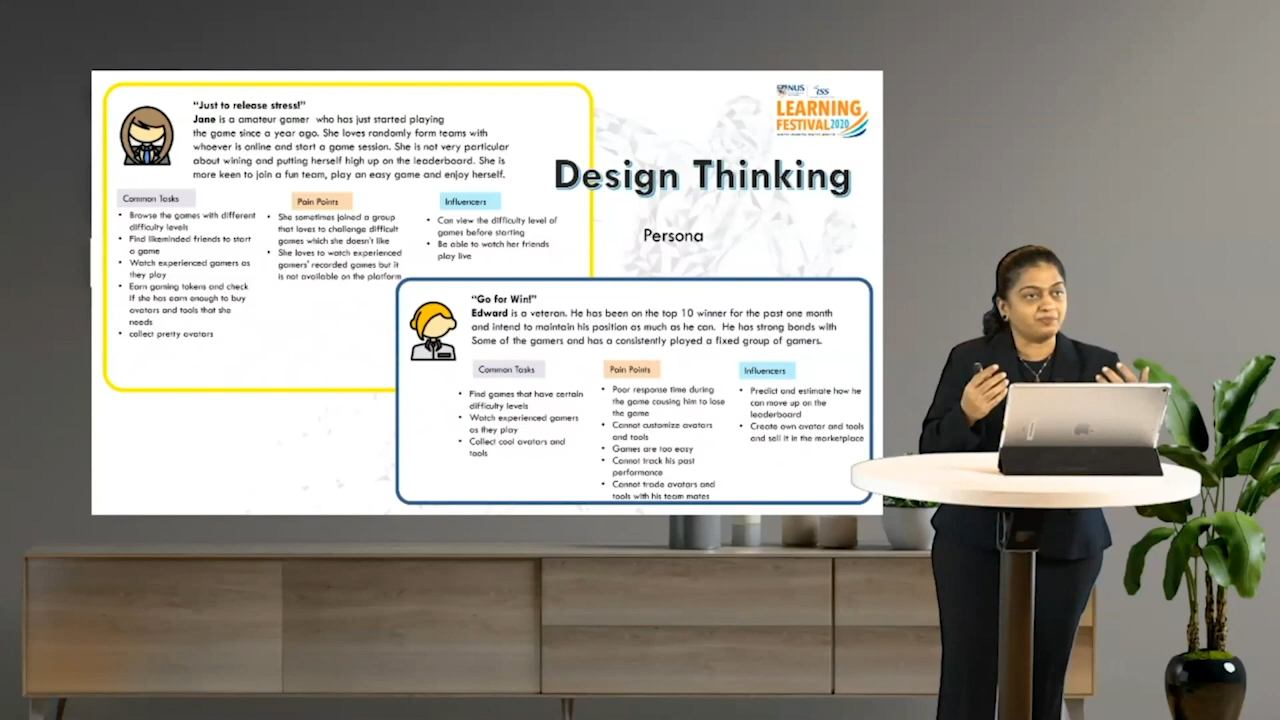 "Just to release stress!"
Jane is a amateur gamer who has just started playing
the game since a year ago. She loves randomly form teams with
whoever is online and start a game session. She is not very particular
about wining and putting herself high up on the leaderboard. She is
more keen to join a fun team, play an easy game and enjoy herself.
Common Tasks
• Browse the games with different
difficulty levels
• Find likeminded friends to start
a game
• Watch experienced gamers as
they play
• Earn gaming tokens and check
if she has earn enough to buy
avatars and tools that she
needs
• collect pretty avatars
Pain Points
• She sometimes joined a group
that loves to challenge difficult
games which she doesn't like
• She loves to watch experienced
gamers' recorded games but it
is not available on the platform
Influencers
• Can view the difficulty level of
games before starting
• Be able to watch her friends
play live
NUS ISS
LEARNING
FESTIVAL 2020
Design Thinking
Persona
"Go for Win!"
Edward is a veteran. He has been on the top 10 winner for the past one month
and intend to maintain his position as much as he can. He has strong bonds with
Some of the gamers and has a consistently played a fixed group of gamers.
Common Tasks
• Find games that have certain
difficulty levels
• Watch experienced gamers
as they play
• Collect cool avatars and
tools
Pain Points
• Poor response time during
the game causing him to lose
the game
• Cannot customize avatars
and tools
• Games are too easy
• Cannot track his past
performance
• Cannot trade avatars and
tools with his team mates
Influencers
• Predict and estimate how he
can move up on the
leaderboard
• Create own avatar and tools
and sell it in the marketplace